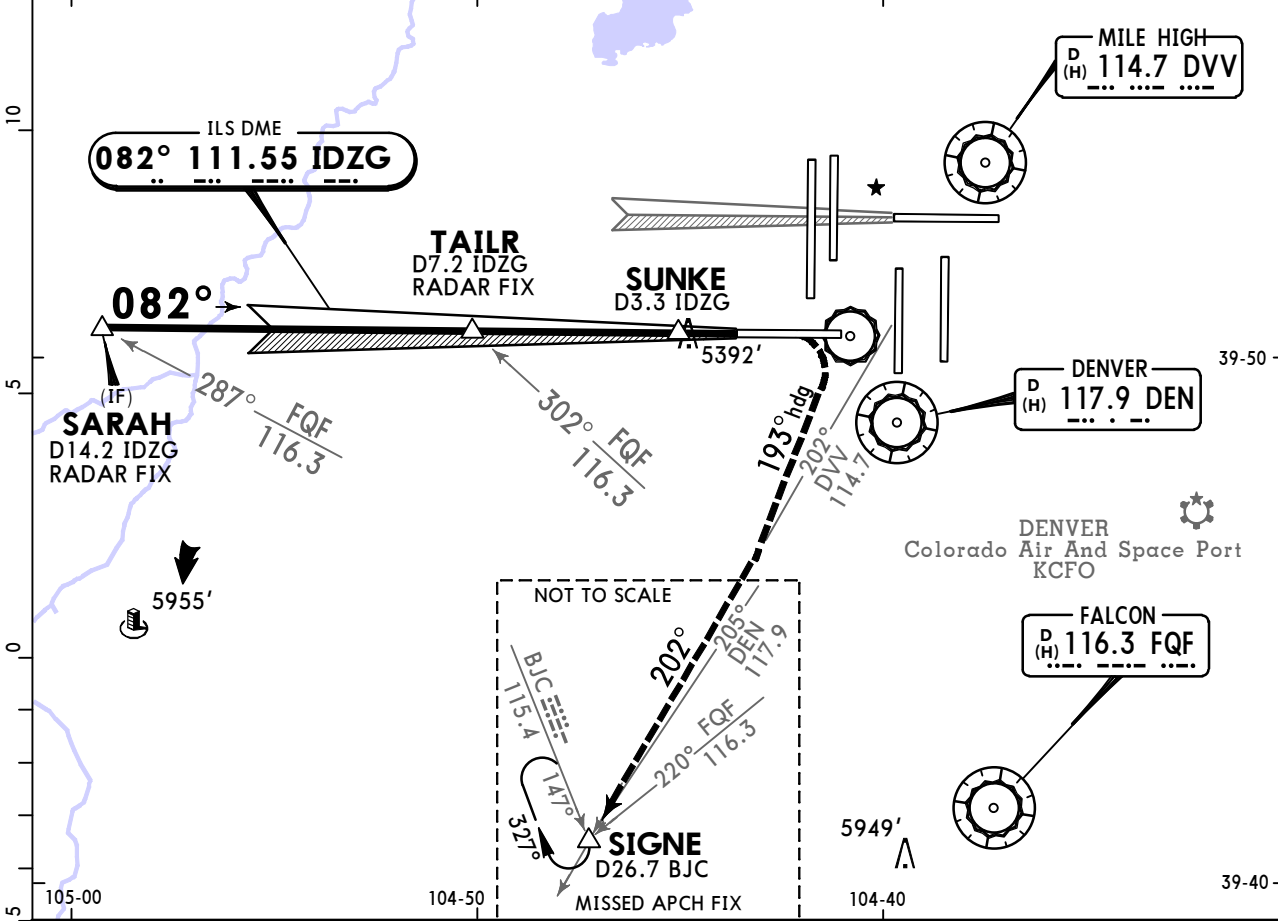 MILE HIGH
D
(H)
114.7 DVV
10
ILS DME
082° 111.55 IDZG
TAILR
D7.2 IDZG
RADAR FIX
SUNKE
D3.3 IDZG
082°
5392'
39-50
5
DENVER
D
(H)
117.9 DEN
(IF)
SARAH
D14.2 IDZG
RADAR FIX
287°
FQF
116.3
302°
FQF
116.3
193° hdg
202°
DVV
114.7
DENVER
Colorado Air And Space Port
KCFO
5955'
NOT TO SCALE
FALCON
D
(H)
116.3 FQF
0
202°
205°
DEN
117.9
BJC
115.4
220°
FQF
116.3
147°
327°
SIGNE
D26.7 BJC
MISSED APCH FIX
5949'
39-40
105-00
104-50
104-40
5